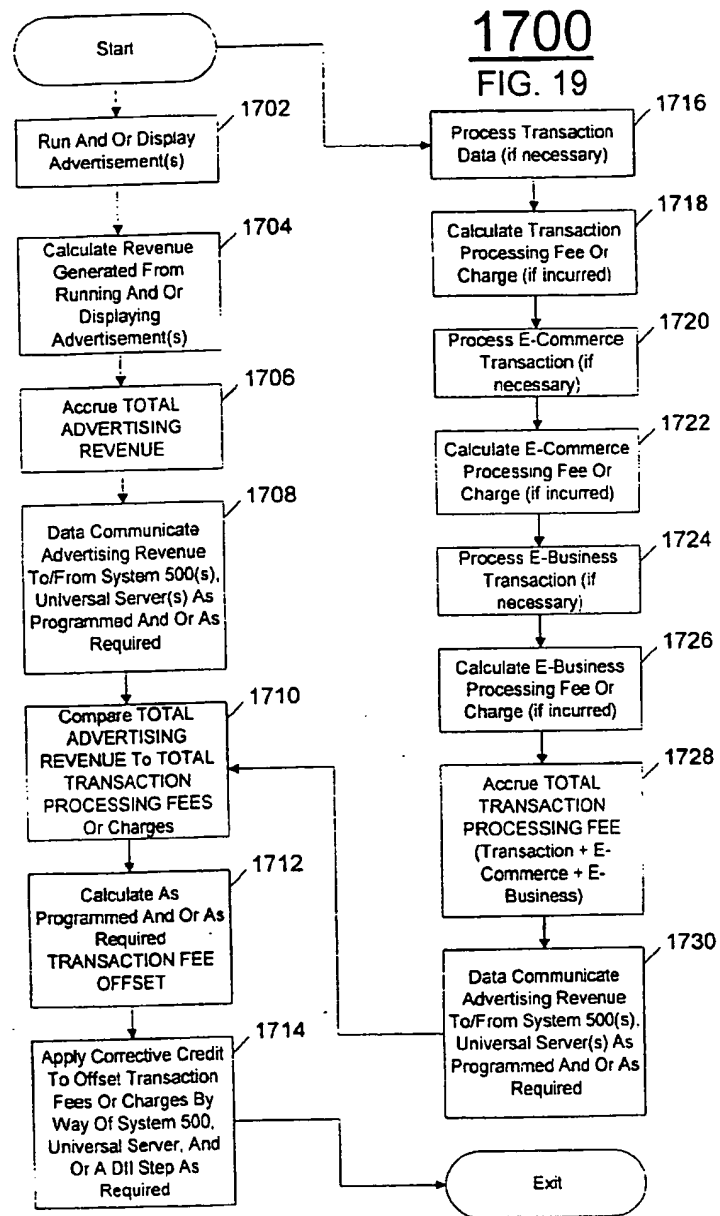 1700
FIG. 19
Start
1702
Run And Or Display
Advertisement(s)
1704
Calculate Revenue
Generated From
Running And Or
Displaying
Advertisement(s)
1706
Accrue TOTAL
ADVERTISING
REVENUE
1708
Data Communicate
Advertising Revenue
To/From System 500(s),
Universal Server(s) As
Programmed And Or As
Required
1710
Compare TOTAL
ADVERTISING
REVENUE To TOTAL
TRANSACTION
PROCESSING FEES
Or Charges
1712
Calculate As
Programmed And Or As
Required
TRANSACTION FEE
OFFSET
1714
Apply Corrective Credit
To Offset Transaction
Fees Or Charges By
Way Of System 500,
Universal Server, And
Or A DII Step As
Required
1716
Process Transaction
Data (if necessary)
1718
Calculate Transaction
Processing Fee Or
Charge (if incurred)
1720
Process E-Commerce
Transaction (if
necessary)
1722
Calculate E-Commerce
Processing Fee Or
Charge (if incurred)
1724
Process E-Business
Transaction (if
necessary)
1726
Calculate E-Business
Processing Fee Or
Charge (if incurred)
1728
Accrue TOTAL
TRANSACTION
PROCESSING FEE
(Transaction + E-
Commerce + E-
Business)
1730
Data Communicate
Advertising Revenue
To/From System 500(s),
Universal Server(s) As
Programmed And Or As
Required
Exit